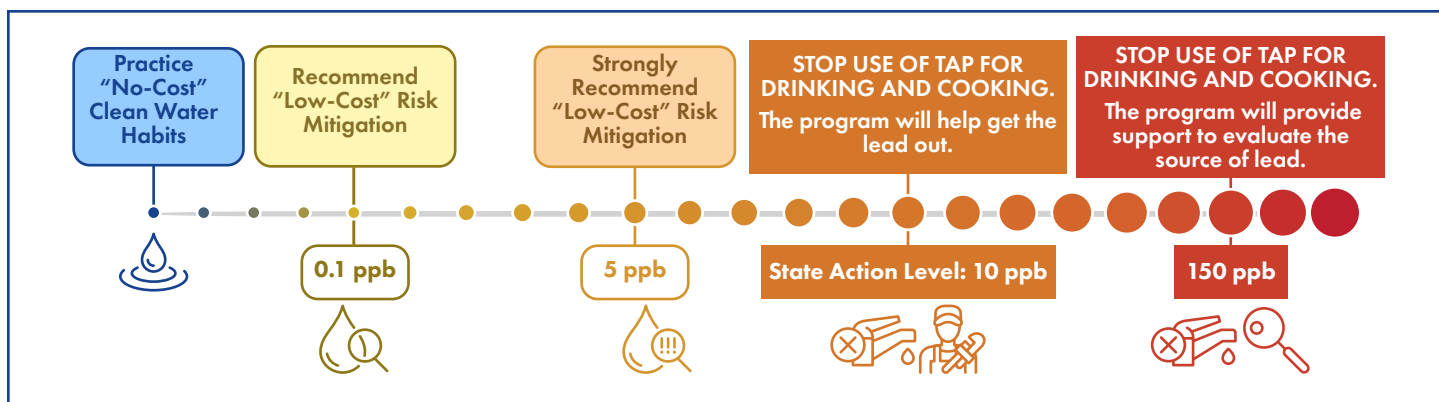 Practice
“No-Cost”
Clean Water
Habits
Recommend
“Low-Cost” Risk
Mitigation
Strongly
Recommend
“Low-Cost” Risk
Mitigation
STOP USE OF TAP FOR
DRINKING AND COOKING.
The program will help get the
lead out.
STOP USE OF TAP FOR
DRINKING AND COOKING.
The program will provide
support to evaluate the
source of lead.
0.1 ppb
5 ppb
!!!
State Action Level: 10 ppb
150 ppb